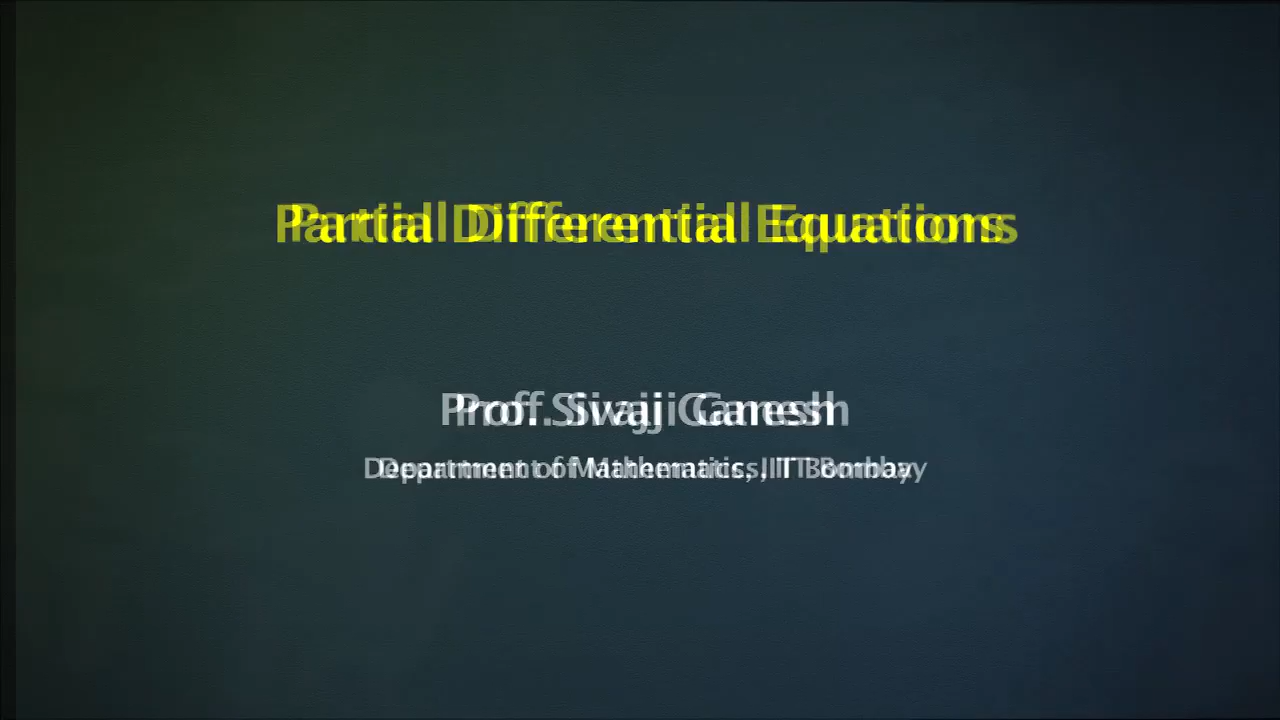 Partial Differential Equations
Prof. Sivaji Ganesh
Department of Mathematics, IIT Bombay